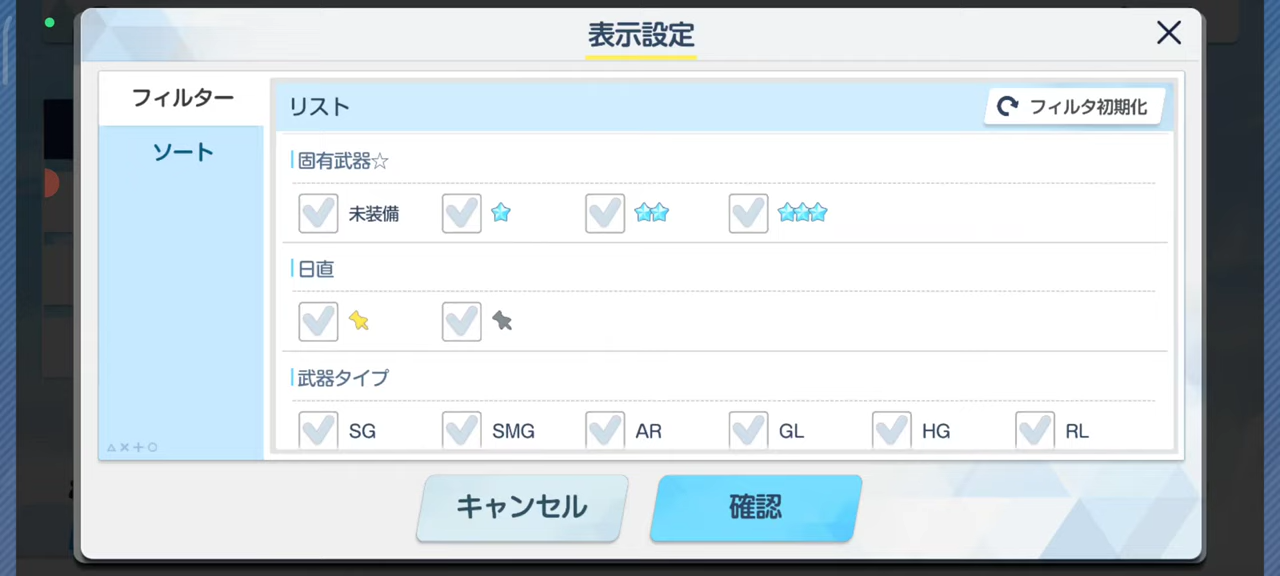 表示設定
フィルター
ソート
リスト
フィルタ初期化
固有武器☆
未装備
日直
武器タイプ
SG SMG AR GL HG RL
キャンセル
確認